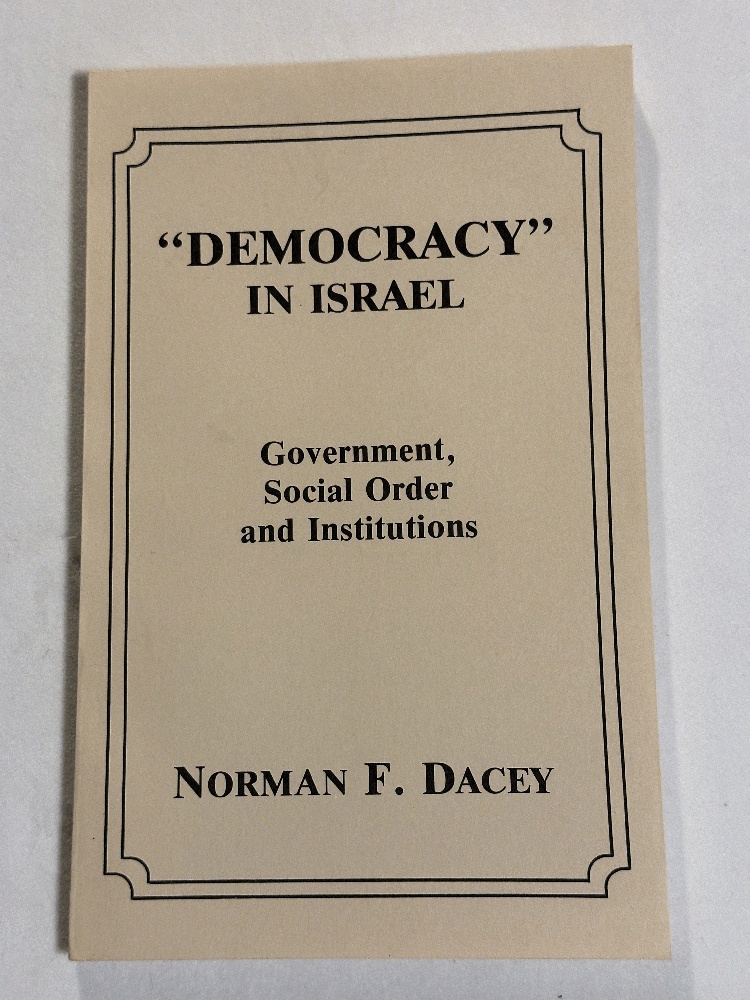 “DEMOCRACY”
IN ISRAEL
Government,
Social Order
and Institutions
NORMAN F. DACEY